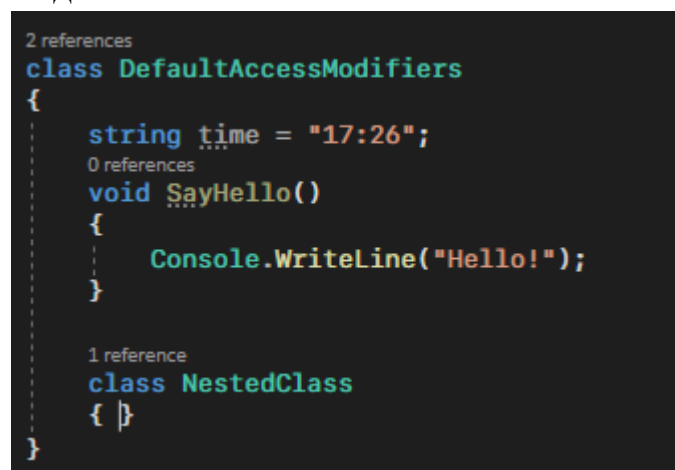 2 references
class DefaultAccessModifiers
{
string time = "17:26";
0 references
void SayHello()
{
Console.WriteLine("Hello!");
}
1 reference
class NestedClass
{ }
}